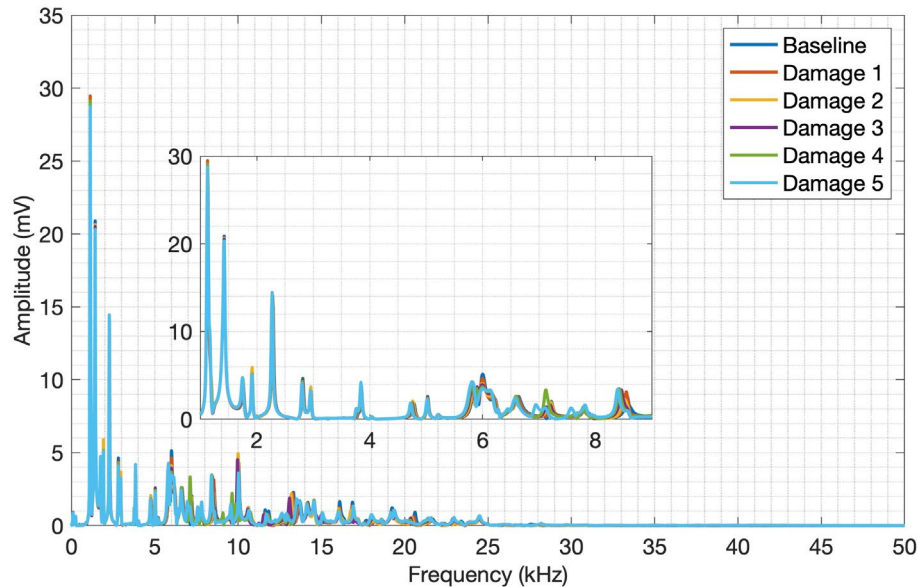 35
30
25
20
15
10
5
0
Amplitude (mV)
Baseline
Damage 1
Damage 2
Damage 3
Damage 4
Damage 5
30
20
10
0
2 4 6 8
0 5 10 15 20 25 30 35 40 45 50
Frequency (kHz)